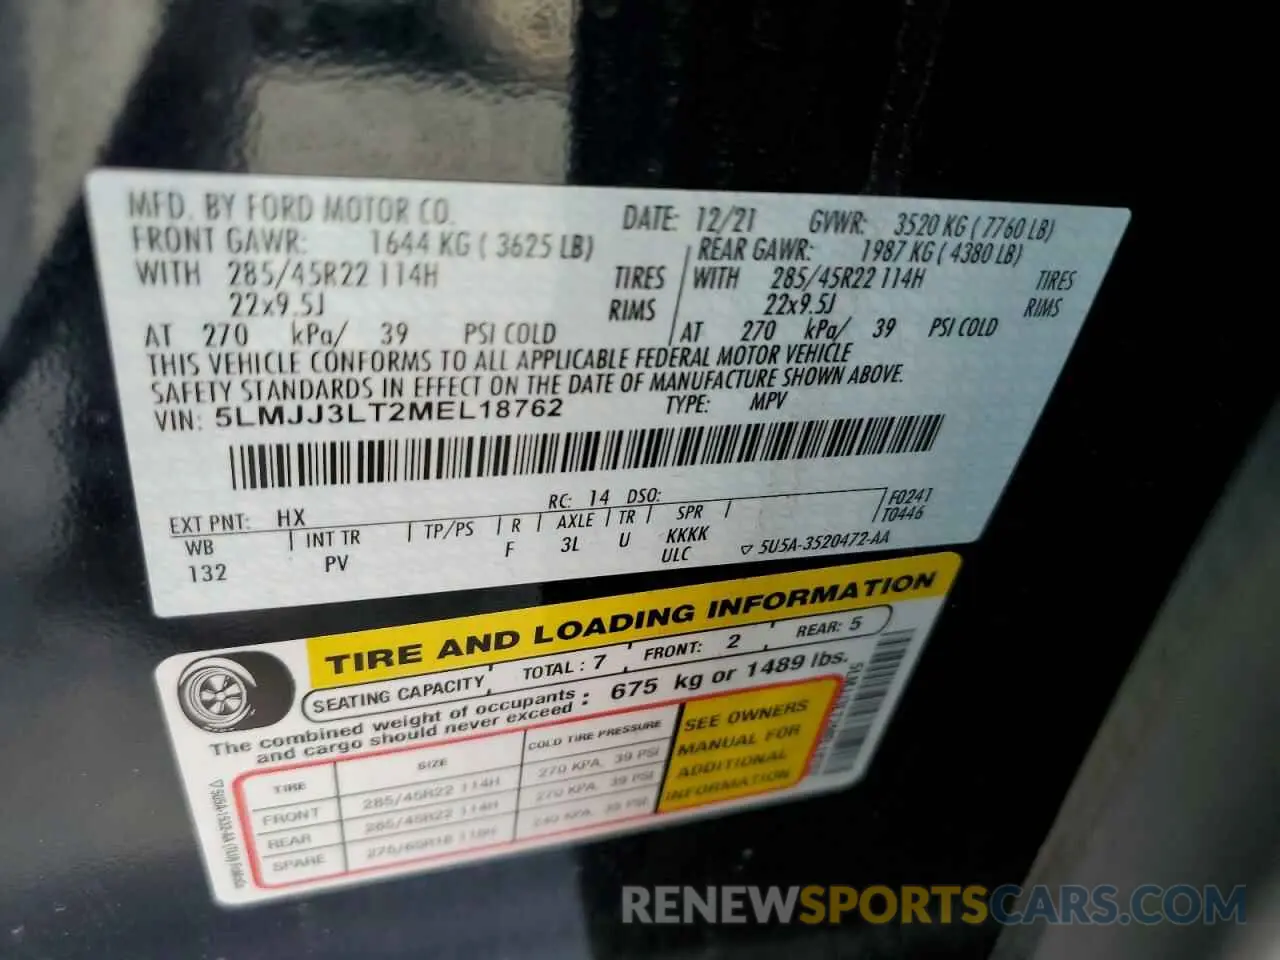 MFD. BY FORD MOTOR CO.
DATE: 12/21 GVWR: 3520 KG ( 7760 LB)
FRONT GAWR: 1644 KG ( 3625 LB)
REAR GAWR: 1987 KG ( 4380 LB)
WITH 285/45R22 114H TIRES
WITH 285/45R22 114H TIRES
22x9.5J RIMS
22x9.5J RIMS
AT 270 kPa/ 39 PSI COLD
AT 270 kPa/ 39 PSI COLD
THIS VEHICLE CONFORMS TO ALL APPLICABLE FEDERAL MOTOR VEHICLE
SAFETY STANDARDS IN EFFECT ON THE DATE OF MANUFACTURE SHOWN ABOVE.
VIN: 5LMJJ3LT2MEL18762 TYPE: MPV
EXT PNT: HX RC: 14 DSO: F0241
WB INT TR TP/PS R AXLE TR SPR T0446
132 PV F 3L U KKKK
ULC
5U5A-3520472-AA
TIRE AND LOADING INFORMATION
SEATING CAPACITY TOTAL : 7 FRONT: 2 REAR: 5
The combined weight of occupants
and cargo should never exceed : 675 kg or 1489 lbs.
TIRE SIZE COLD TIRE PRESSURE
FRONT 285/45R22 114H 270 KPA, 39 PSI
REAR 285/45R22 114H 270 KPA, 39 PSI
SPARE
SEE OWNERS
MANUAL FOR
ADDITIONAL
INFORMATION
RENEWSPORTSCARS.COM